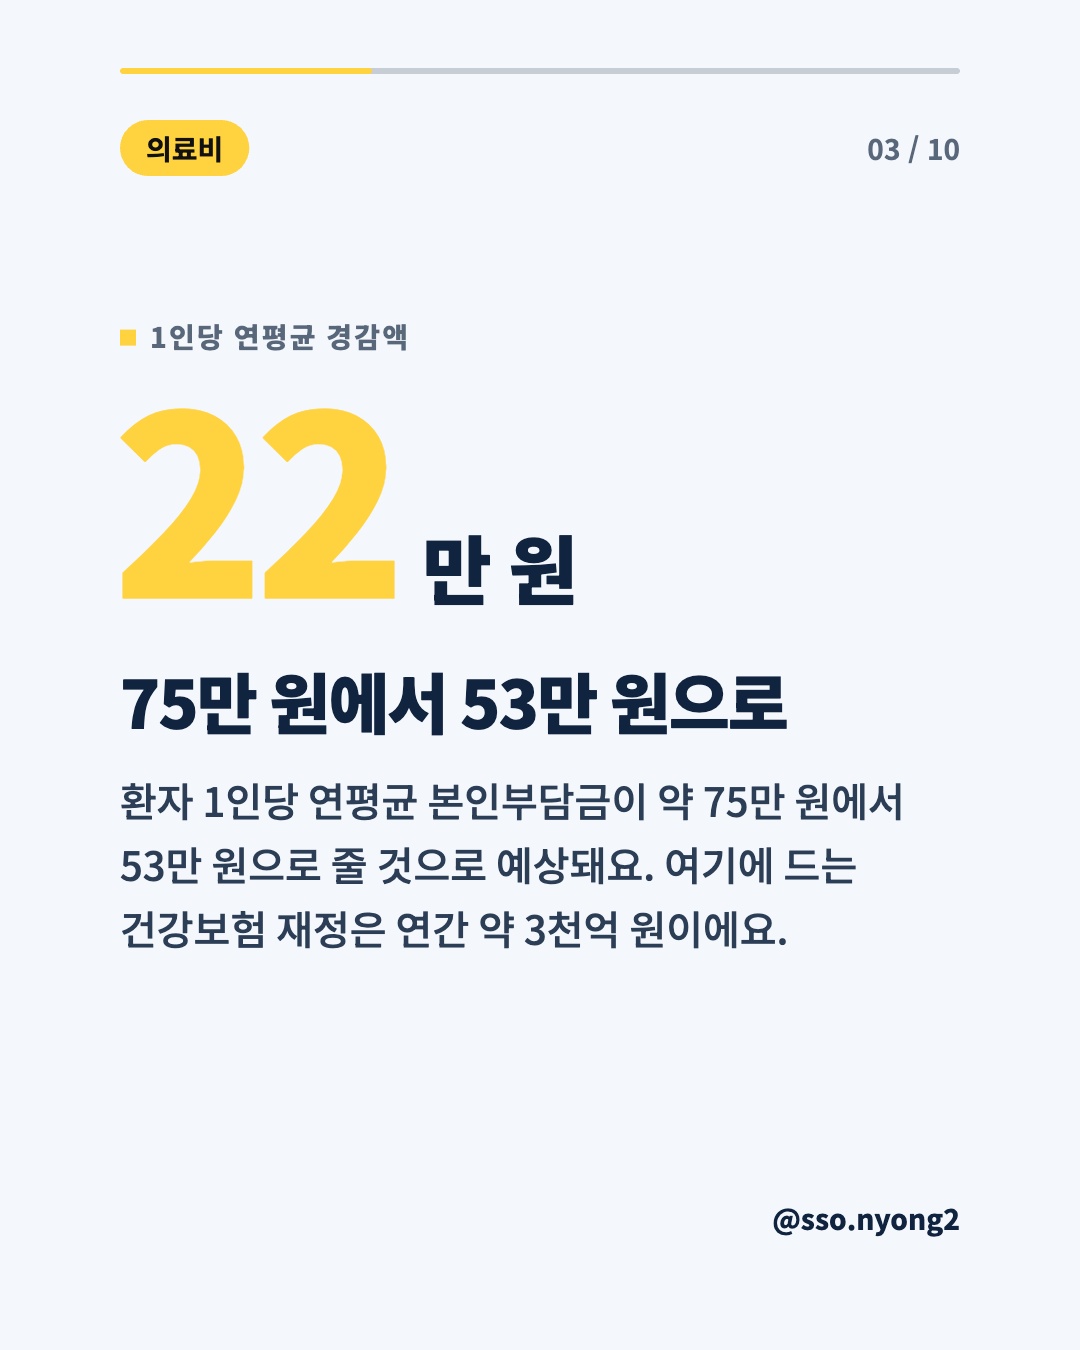 의료비
03 / 10
1인당 연평균 경감액
22 만 원
75만 원에서 53만 원으로
환자 1인당 연평균 본인부담금이 약 75만 원에서
53만 원으로 줄 것으로 예상돼요. 여기에 드는
건강보험 재정은 연간 약 3천억 원이에요.
@sso.nyong2